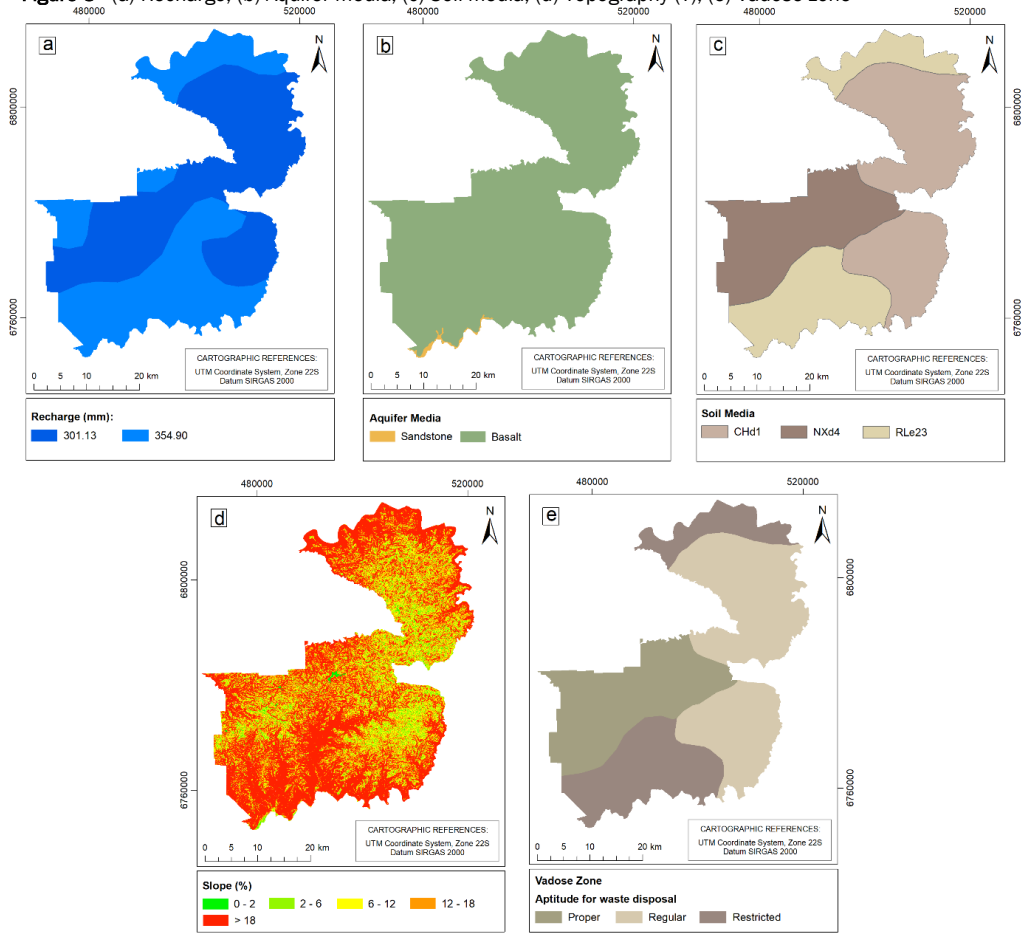 Figure 3 - (a) Recharge; (b) Aquifer Media; (c) Soil Media; (d) Topography (T); (e) Vadose Zone
480000 520000
480000
480000 520000
a N
b N
c N
6800000
6760000
6800000
6760000
CARTOGRAPHIC REFERENCES:
UTM Coordinate System, Zone 22S
Datum SIRGAS 2000
0 5 10 20 km
CARTOGRAPHIC REFERENCES:
UTM Coordinate System, Zone 22S
Datum SIRGAS 2000
0 5 10 20 km
CARTOGRAPHIC REFERENCES:
UTM Coordinate System, Zone 22S
Datum SIRGAS 2000
0 5 10 20 km
Recharge (mm):
301.13 354.90
Aquifer Media
Sandstone Basalt
Soil Media
CHd1 NXd4 RLe23
480000 520000
480000 520000
d N
e N
6800000
6760000
6800000
6760000
CARTOGRAPHIC REFERENCES:
UTM Coordinate System, Zone 22S
Datum SIRGAS 2000
0 5 10 20 km
CARTOGRAPHIC REFERENCES:
UTM Coordinate System, Zone 22S
Datum SIRGAS 2000
0 5 10 20 km
Slope (%)
0 - 2 2 - 6 6 - 12 12 - 18
> 18
Vadose Zone
Aptitude for waste disposal
Proper Regular Restricted